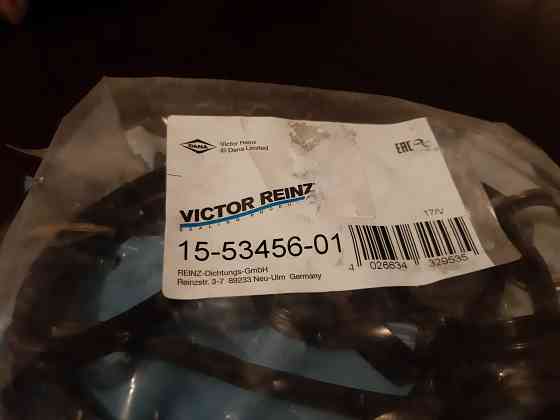 DANA
Victor Reinz
© Dana Limited
EAC
VICTOR REINZ
15-53456-01
17/V
4 026634 329535
REINZ-Dichtungs-GmbH
Reinzstr. 3-7 89233 Neu-Ulm Germany